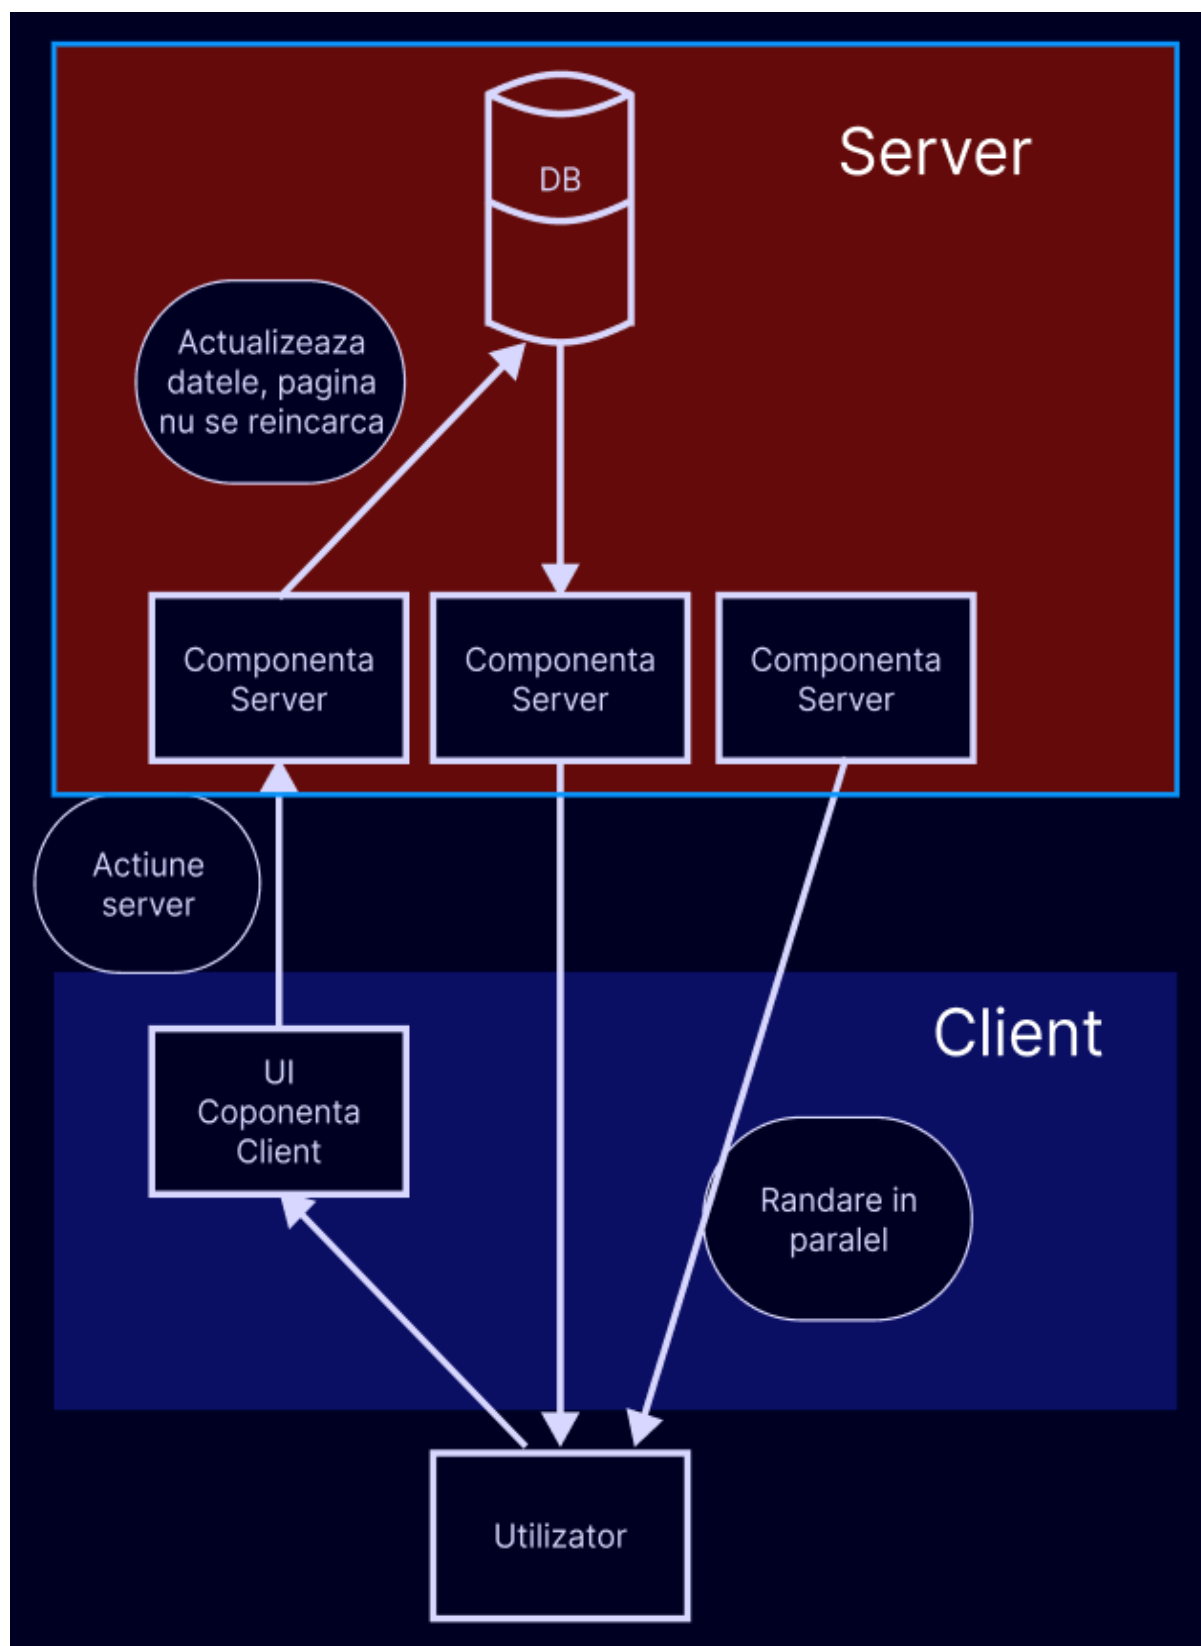 Server
DB
Actualizeaza
datele, pagina
nu se reincarca
Componenta
Server
Componenta
Server
Componenta
Server
Actiune
server
Client
UI
Coponenta
Client
Randare in
paralel
Utilizator